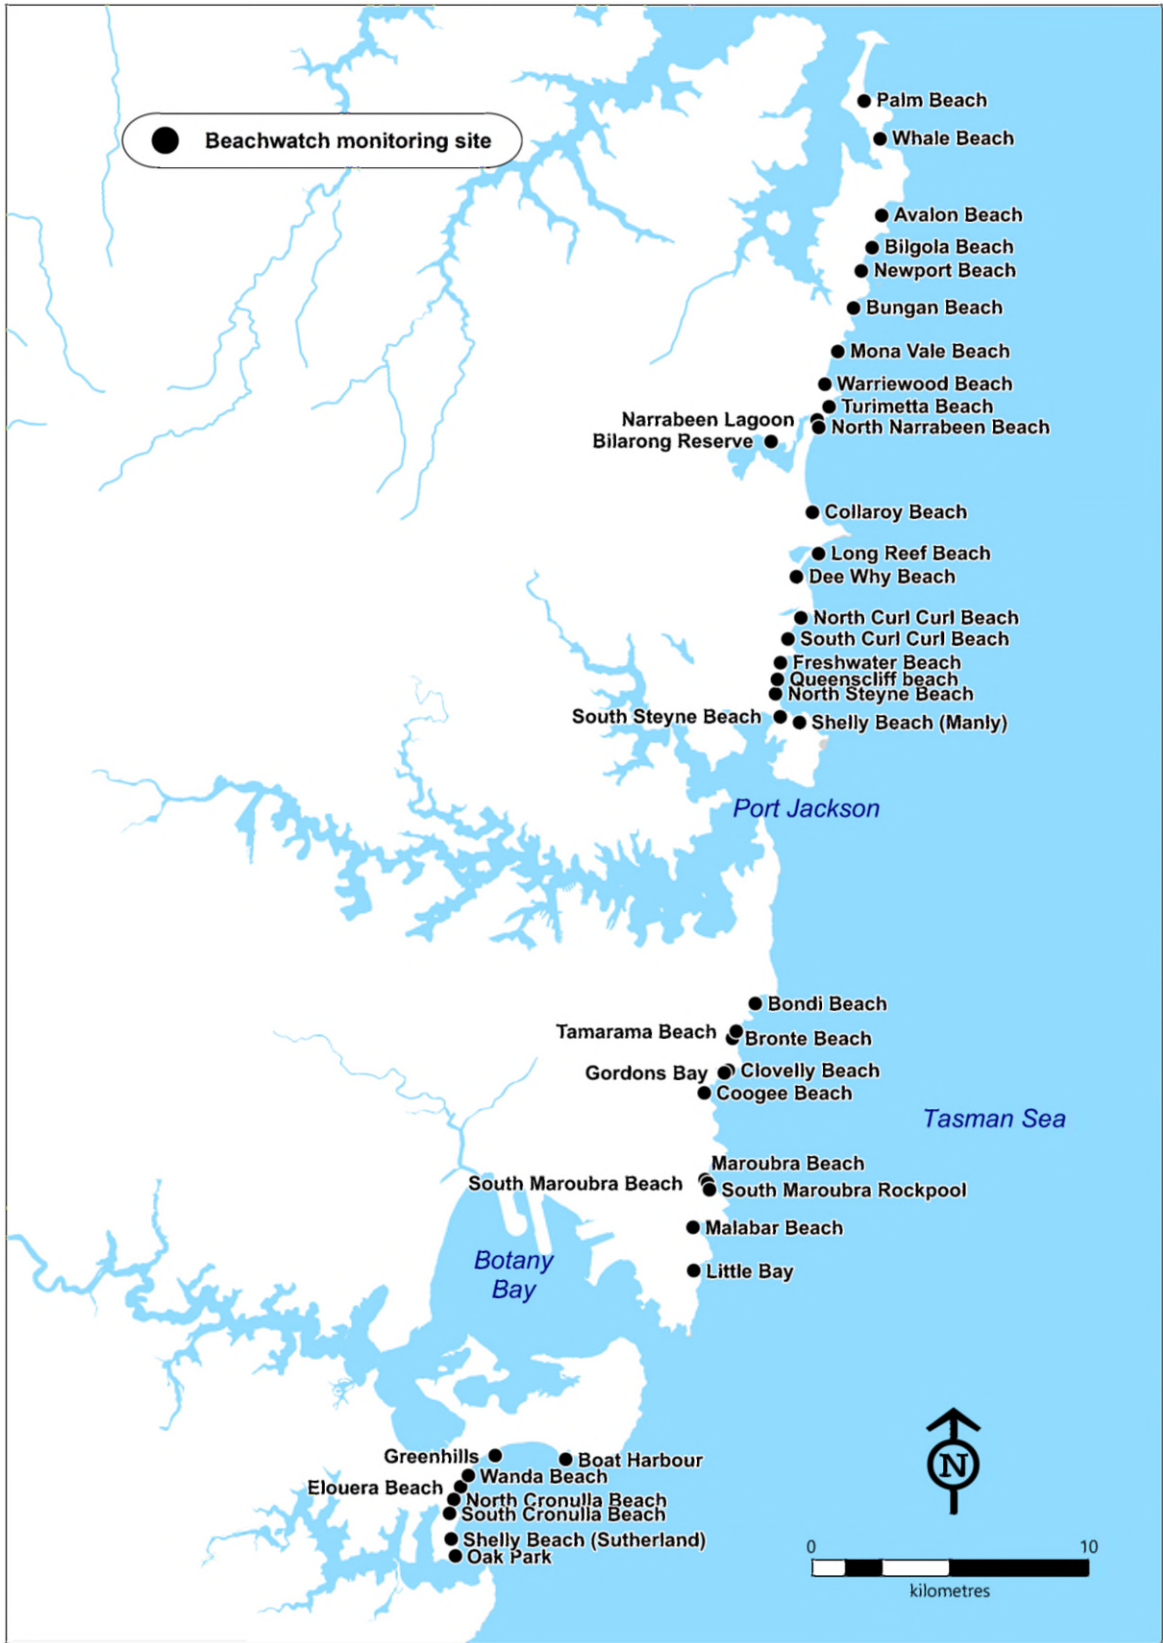 Palm Beach
Beachwatch monitoring site
Whale Beach
Avalon Beach
Bilgola Beach
Newport Beach
Bungan Beach
Mona Vale Beach
Warriewood Beach
Turimetta Beach
Narrabeen Lagoon
North Narrabeen Beach
Bilarong Reserve
Collaroy Beach
Long Reef Beach
Dee Why Beach
North Curl Curl Beach
South Curl Curl Beach
Freshwater Beach
Queenscliff beach
North Steyne Beach
South Steyne Beach
Shelly Beach (Manly)
Port Jackson
Bondi Beach
Tamarama Beach
Bronte Beach
Clovelly Beach
Gordons Bay
Coogee Beach
Tasman Sea
Maroubra Beach
South Maroubra Beach
South Maroubra Rockpool
Malabar Beach
Botany
Bay
Little Bay
Greenhills
Boat Harbour
N
Wanda Beach
Elouera Beach
North Cronulla Beach
South Cronulla Beach
Shelly Beach (Sutherland)
Oak Park
0 10
kilometres